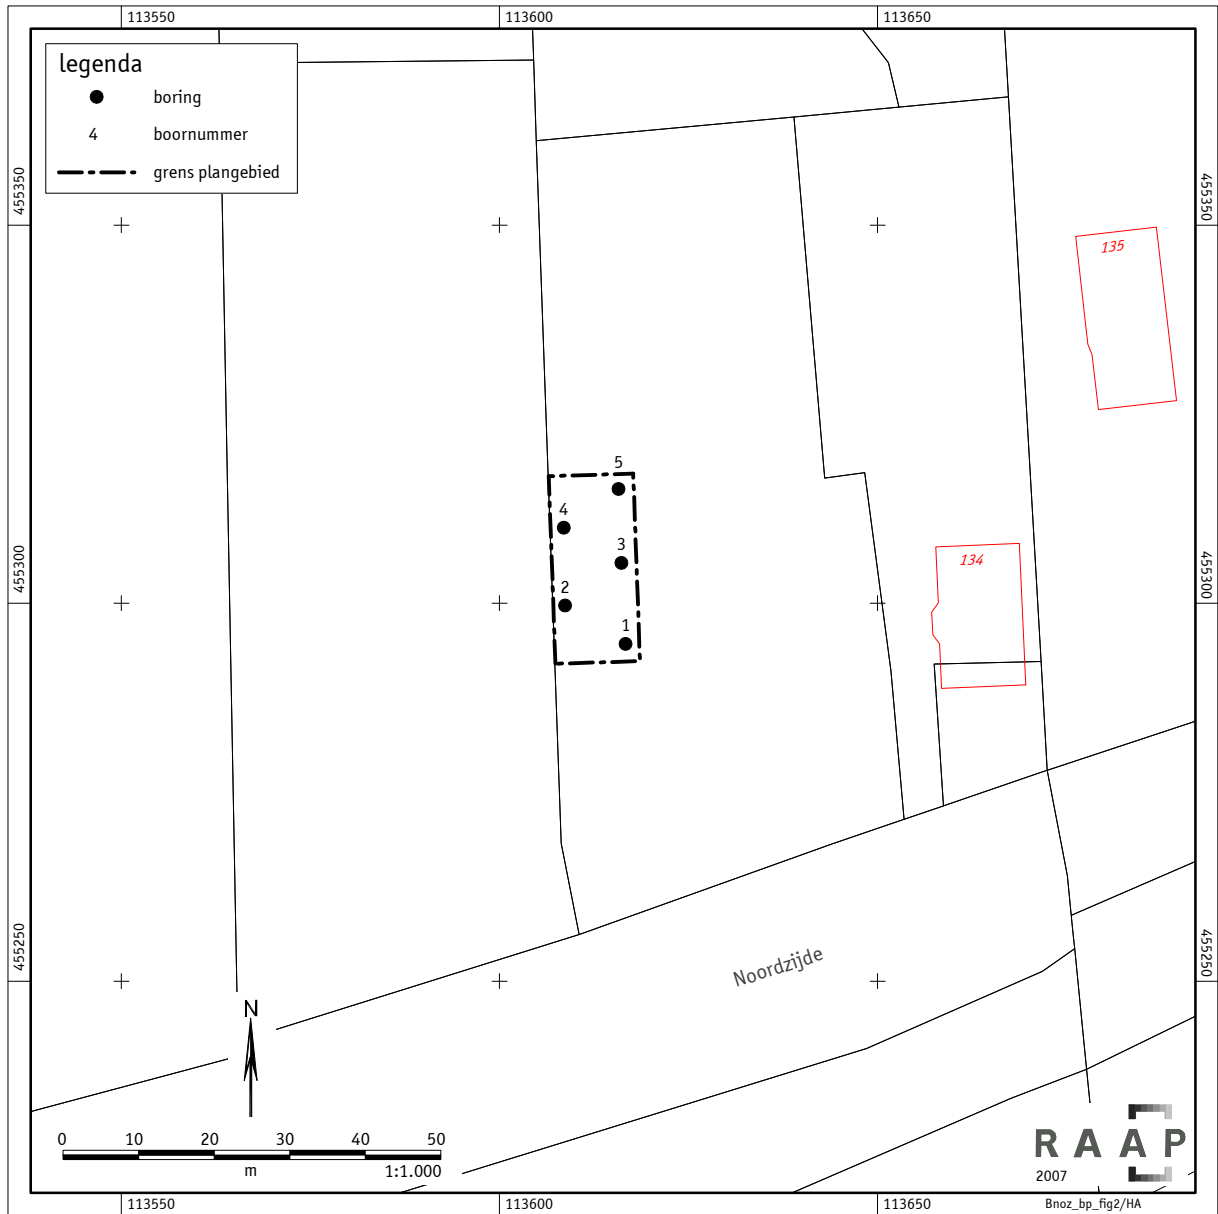 113550
113600
113650
legenda
boring
4 boornummer
grens plangebied
455350
455350
135
5
4
3
134
455300
455300
2
1
455250
455250
Noordzijde
N
0 10 20 30 40 50
m 1:1.000
RAAP
2007
Bnoz_bp_fig2/HA
113550
113600
113650